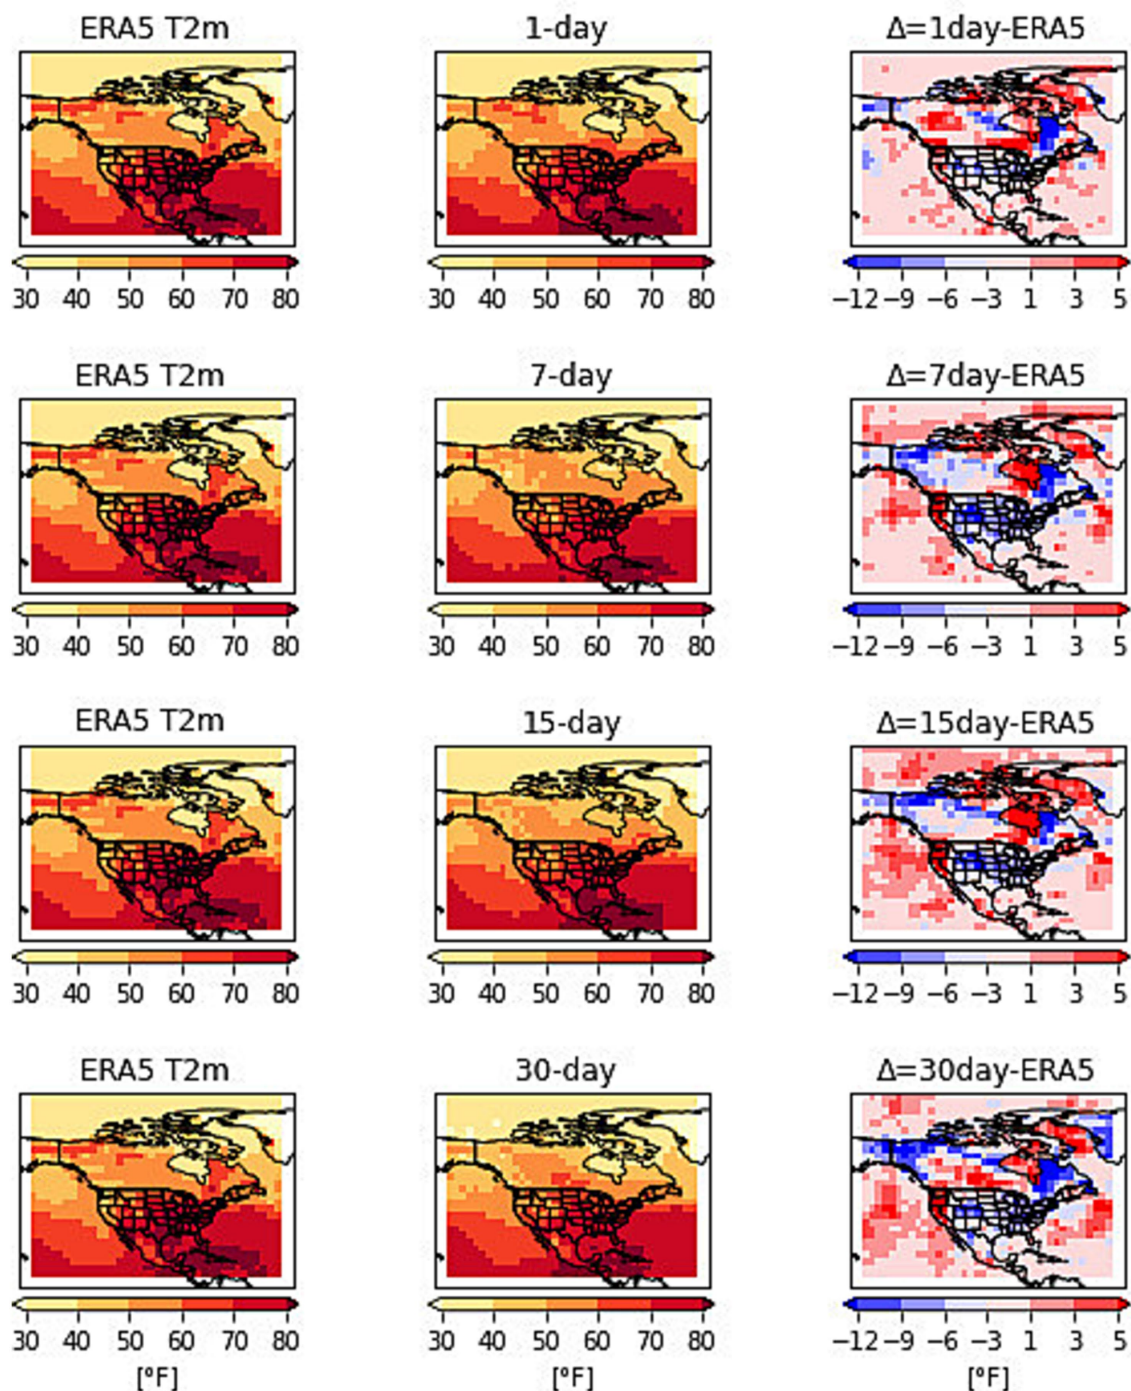 ERA5 T2m 1-day Δ=1day-ERA5
30 40 50 60 70 80 30 40 50 60 70 80 −12 −9 −6 −3 1 3 5
ERA5 T2m 7-day Δ=7day-ERA5
30 40 50 60 70 80 30 40 50 60 70 80 −12 −9 −6 −3 1 3 5
ERA5 T2m 15-day Δ=15day-ERA5
30 40 50 60 70 80 30 40 50 60 70 80 −12 −9 −6 −3 1 3 5
ERA5 T2m 30-day Δ=30day-ERA5
30 40 50 60 70 80 30 40 50 60 70 80 −12 −9 −6 −3 1 3 5
[°F] [°F] [°F]